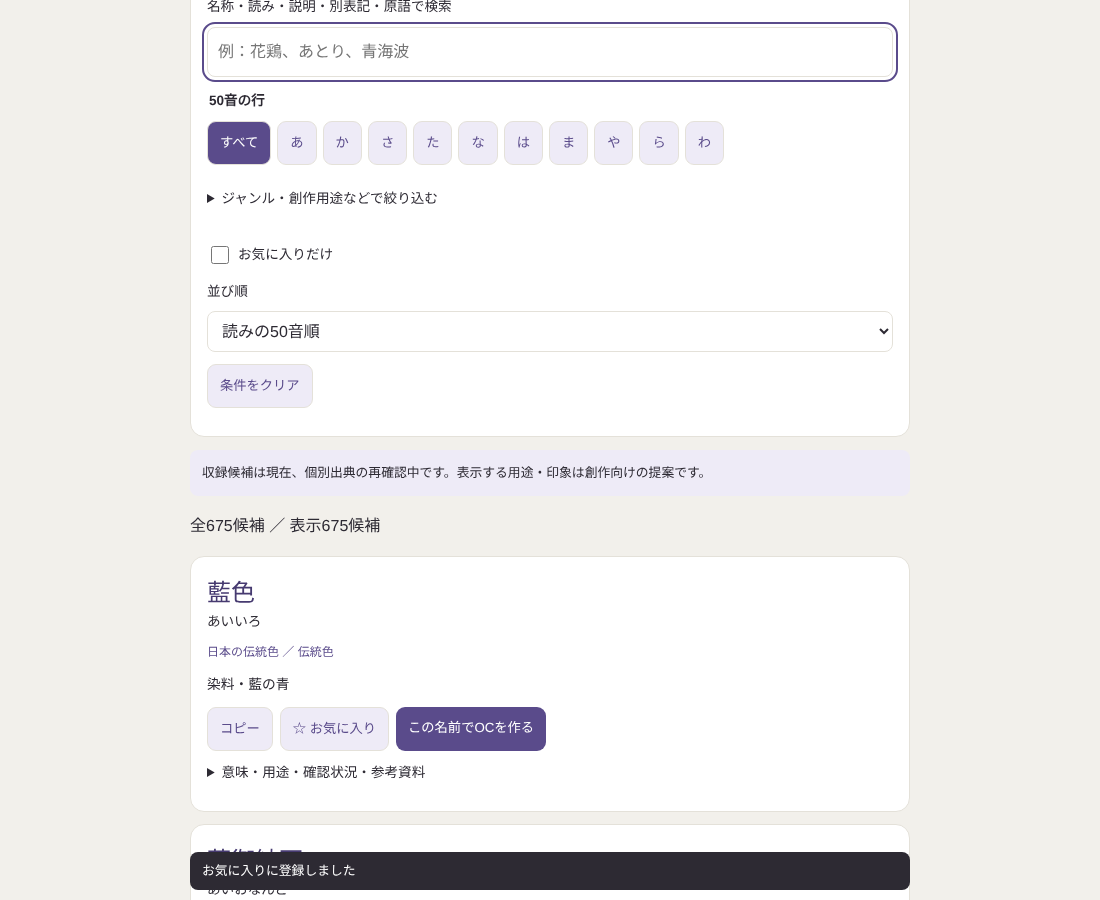 名称・読み・説明・別表記・原語で検索
例：花鶏、あとり、青海波
50音の行
すべて あ か さ た な は ま や ら わ
▶ ジャンル・創作用途などで絞り込む
お気に入りだけ
並び順
読みの50音順
条件をクリア
収録候補は現在、個別出典の再確認中です。表示する用途・印象は創作向けの提案です。
全675候補 ／ 表示675候補
藍色
あいいろ
日本の伝統色 ／ 伝統色
染料・藍の青
コピー ☆ お気に入り この名前でOCを作る
▶ 意味・用途・確認状況・参考資料
お気に入りに登録しました